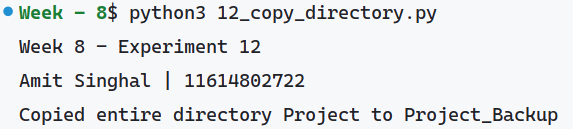 Week - 8$ python3 12_copy_directory.py
Week 8 - Experiment 12
Amit Singhal | 11614802722
Copied entire directory Project to Project_Backup